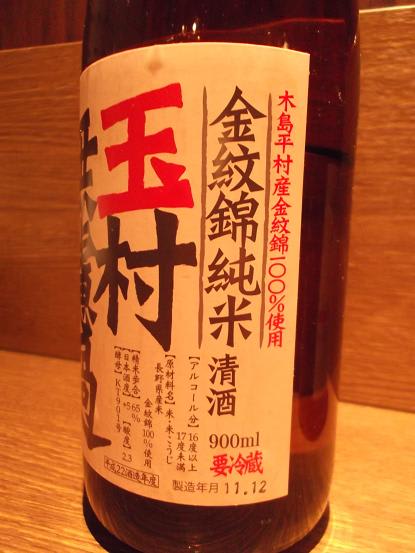 木島平村産金紋錦一〇〇%使用
金紋錦純米 清酒
900ml
要冷蔵
製造年月 11.12
玉村
【アルコール分】16度以上
17度未満
【原材料名】米・米こうじ
長野県産米
金紋錦100%使用
【精米歩合】65%
【日本酒度】+5【酸度】2.3
【酵母】KT901号
平成22酒造年度